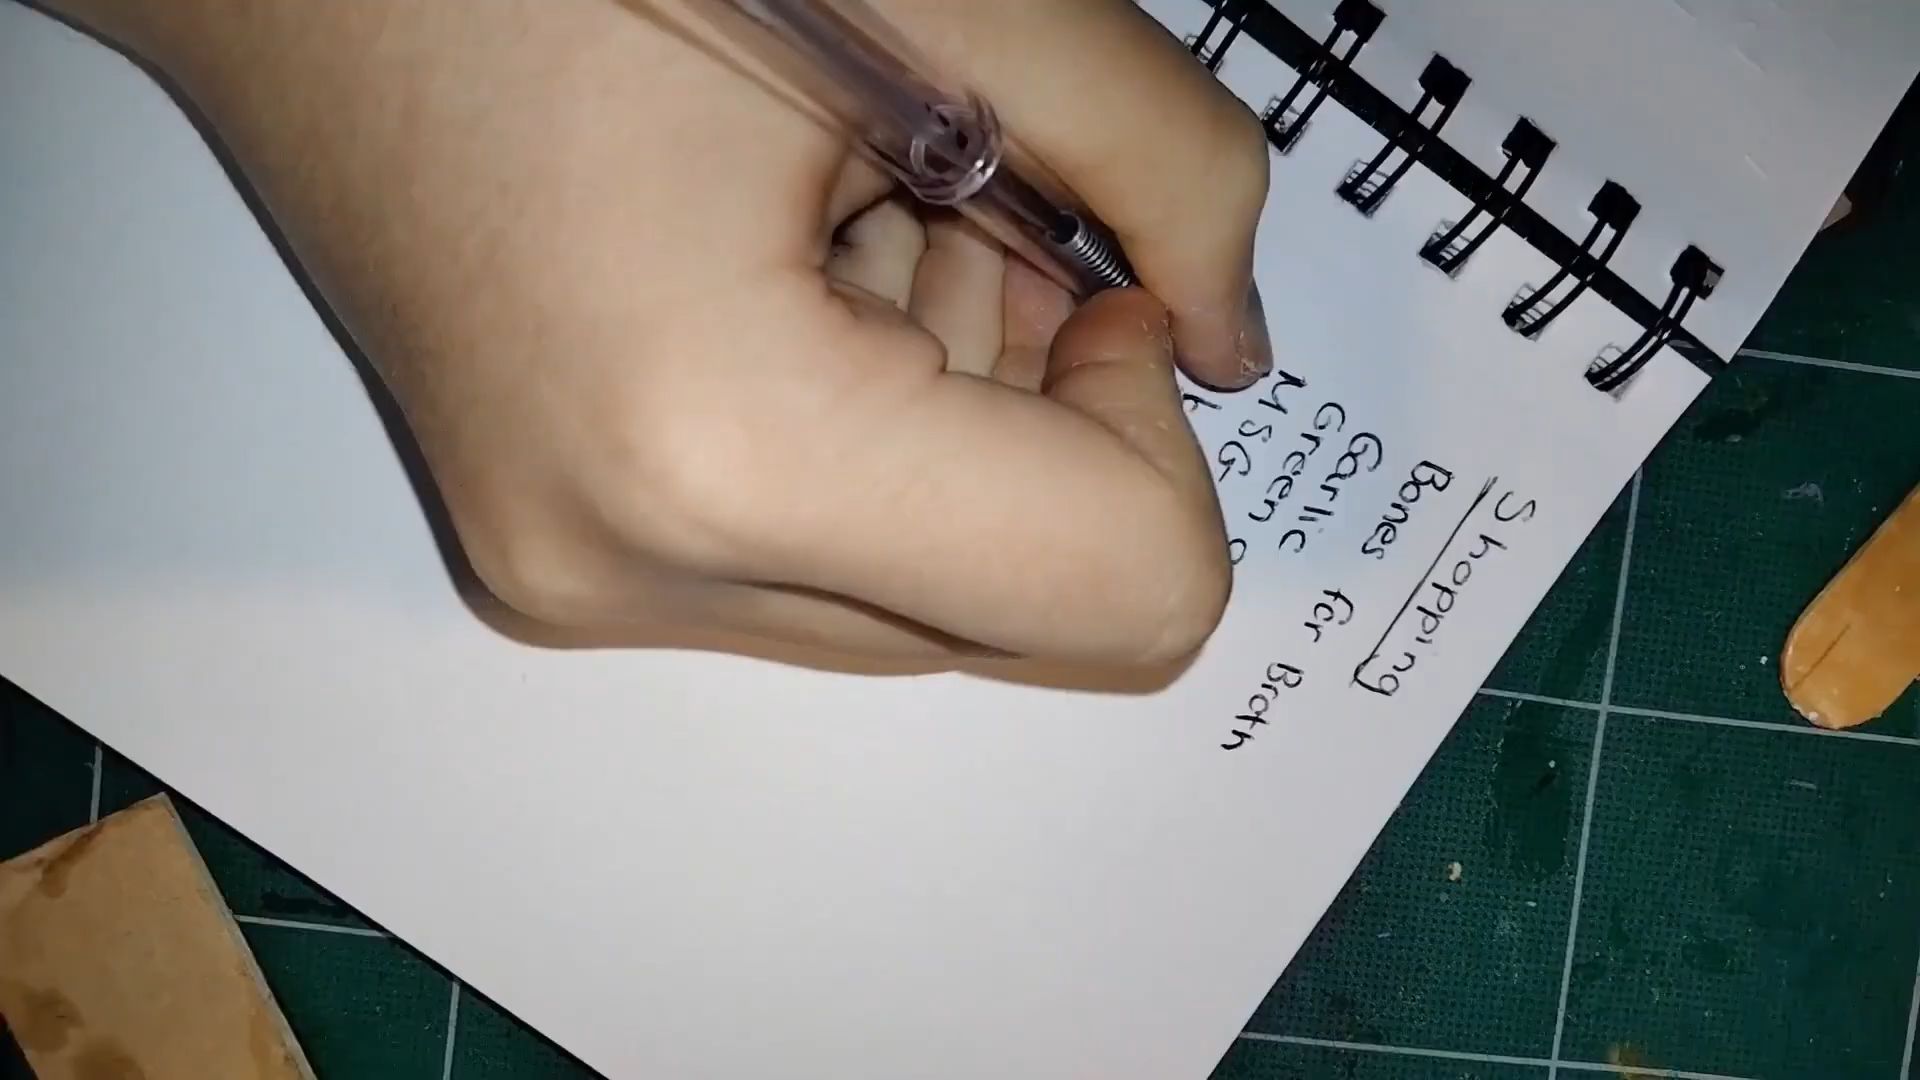 Shopping
Bones for Broth
Garlic
Green
MSG